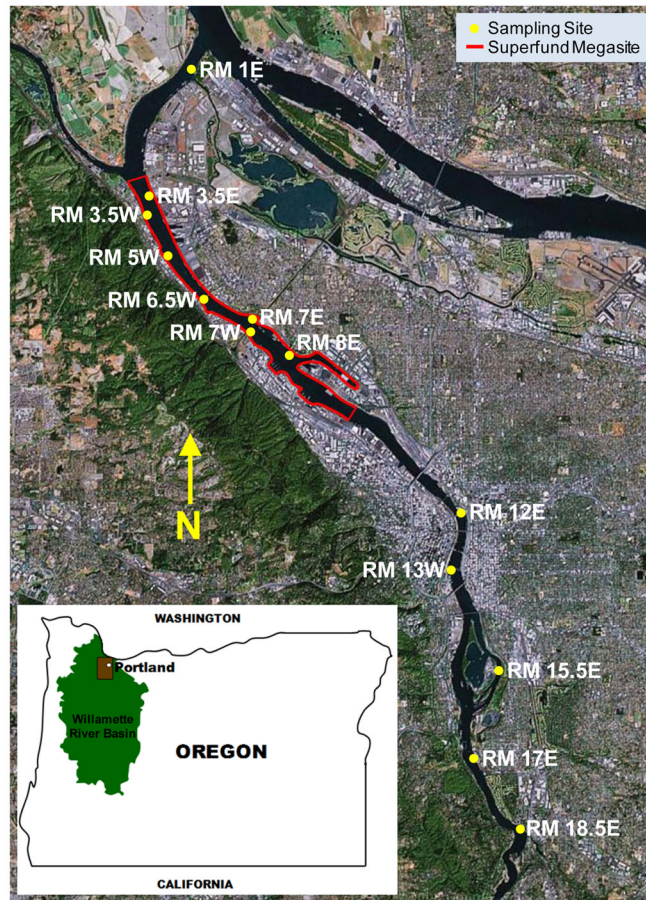 Sampling Site
Superfund Megasite
RM 1E
RM 3.5E
RM 3.5W
RM 5W
RM 6.5W
RM 7E
RM 7W
RM 8E
N
RM 12E
RM 13W
RM 15.5E
RM 17E
RM 18.5E
WASHINGTON
Portland
Willamette
River Basin
OREGON
CALIFORNIA